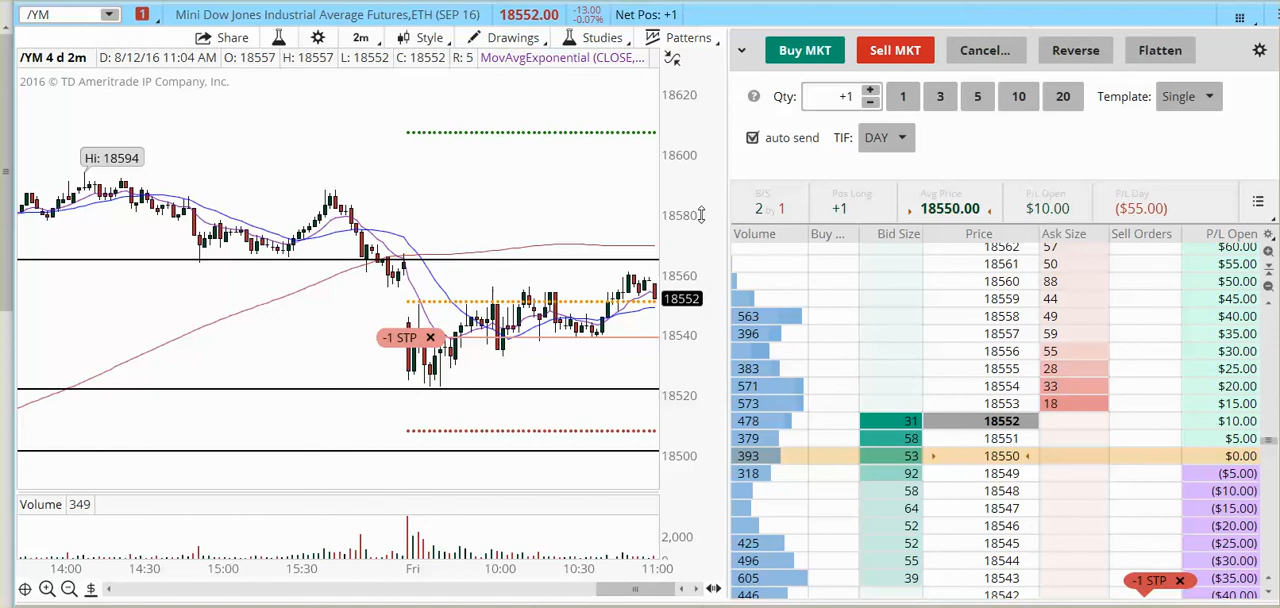 /YM 1 Mini Dow Jones Industrial Average Futures,ETH (SEP 16) 18552.00 -13.00 -0.07% Net Pos: +1
Share 2m Style Drawings Studies Patterns
/YM 4 d 2m D: 8/12/16, 11:00 AM O: 18557 H: 18557 L: 18552 C: 18552 R: 5 MovAvgExponential (CLOSE,...
2016 © TD Ameritrade IP Company, Inc.
Hi: 18594
-1 STP
18620
18600
18580
18560
18552
18540
18520
18500
Volume 349
2,000
0
14:00 14:30 15:00 15:30 Fri 10:00 10:30 11:00
Buy MKT Sell MKT Cancel... Reverse Flatten
Qty: +1 1 3 5 10 20 Template: Single
auto send TIF: DAY
B/S Pos Long Avg Price P/L Open P/L Day
2 by 1 +1 18550.00 $10.00 ($55.00)
Volume Buy ... Bid Size Price Ask Size Sell Orders P/L Open
18562 57 $60.00
18561 50 $55.00
18560 88 $50.00
18559 44 $45.00
563 18558 49 $40.00
396 18557 59 $35.00
18556 55 $30.00
383 18555 28 $25.00
571 18554 33 $20.00
573 18553 18 $15.00
478 31 18552 $10.00
379 58 18551 $5.00
393 53 18550 $0.00
318 92 18549 ($5.00)
58 18548 ($10.00)
64 18547 ($15.00)
52 18546 ($20.00)
425 52 18545 ($25.00)
496 55 18544 ($30.00)
605 39 18543 -1 STP ($35.00)
446 18542 ($40.00)